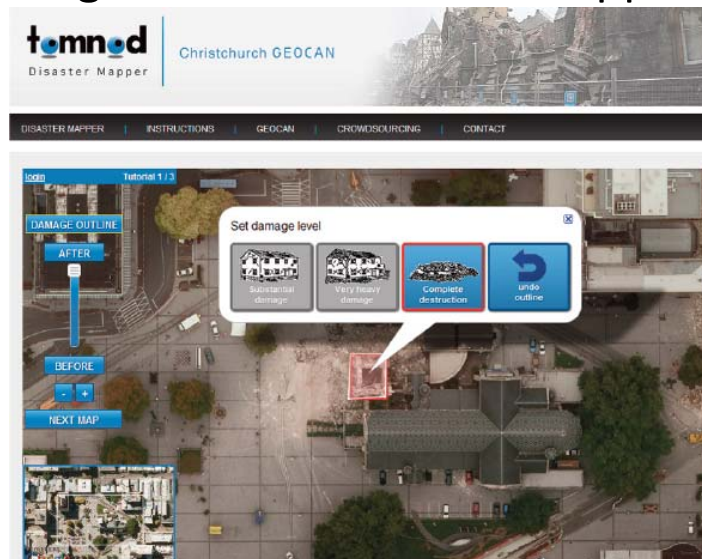 tomnod
Disaster Mapper
Christchurch GEOCAN
DISASTER MAPPER | INSTRUCTIONS | GEOCAN | CROWDSOURCING | CONTACT
login Tutorial 1 / 3
DAMAGE OUTLINE
AFTER
BEFORE
- +
NEXT MAP
Set damage level
Substantial
damage
Very heavy
damage
Complete
destruction
undo
outline